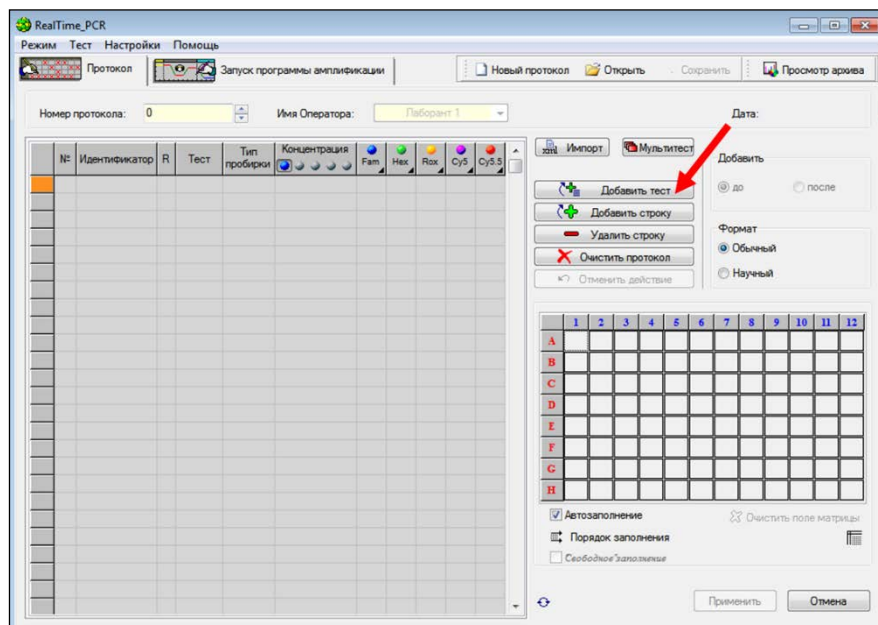 RealTime_PCR
Режим Тест Настройки Помощь
Протокол Запуск программы амплификации Новый протокол Открыть Сохранить Просмотр архива
Номер протокола: 0 Имя Оператора: Лаборант 1 Дата:
№ Идентификатор R Тест Тип пробирки Концентрация Fam Hex Rox Cy5 Cy5.5
Импорт Мультитест
Добавить
Добавить тест
до после
Добавить строку
Удалить строку
Формат
Обычный
Очистить протокол
Научный
Отменить действие
1 2 3 4 5 6 7 8 9 10 11 12
A
B
C
D
E
F
G
H
Автозаполнение Очистить поле матрицы
Порядок заполнения
Свободное заполнение
Применить Отмена